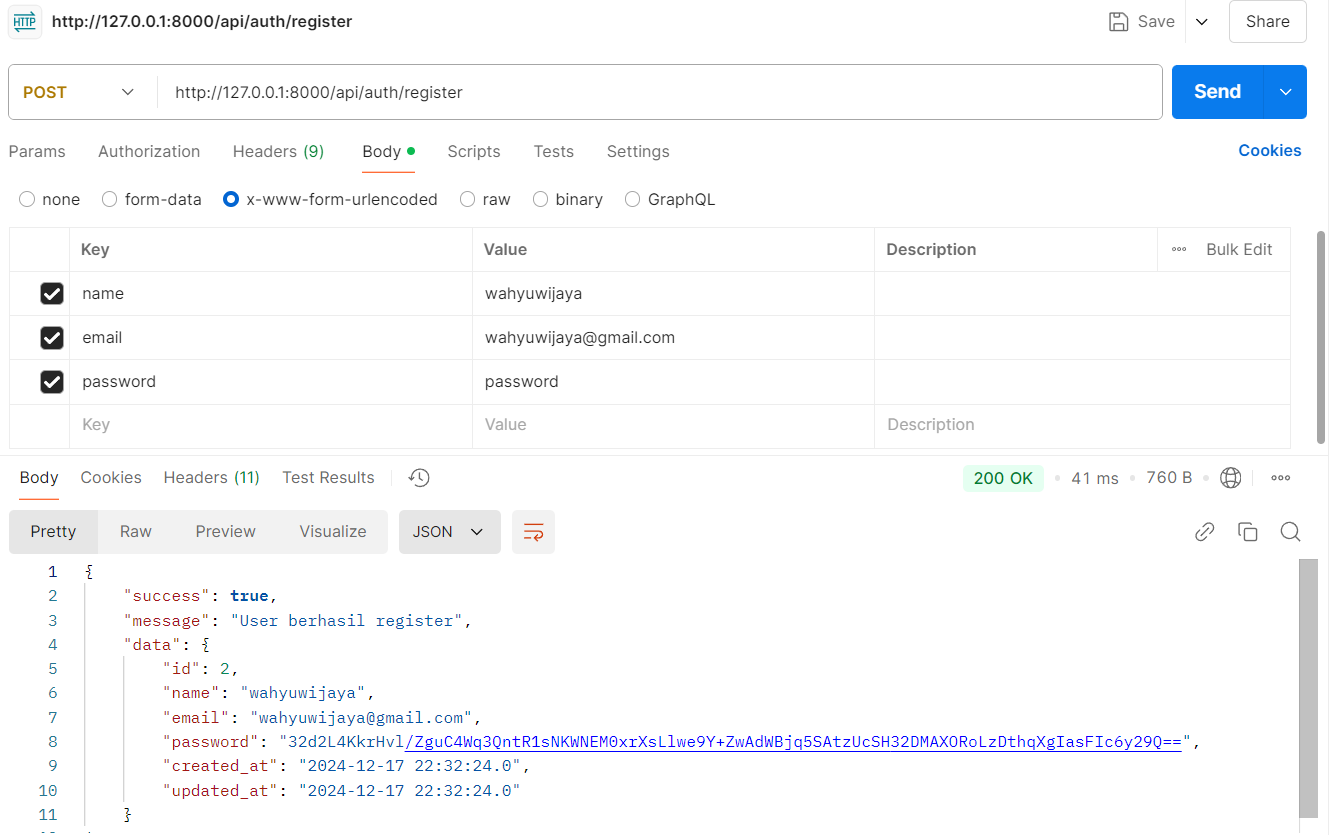 HTTP http://127.0.0.1:8000/api/auth/register Save Share
POST http://127.0.0.1:8000/api/auth/register Send
Params Authorization Headers (9) Body Scripts Tests Settings Cookies
none form-data x-www-form-urlencoded raw binary GraphQL
Key Value Description Bulk Edit
name wahyuwijaya
email wahyuwijaya@gmail.com
password password
Key Value Description
Body Cookies Headers (11) Test Results 200 OK 41 ms 760 B
Pretty Raw Preview Visualize JSON
1 {
2 "success": true,
3 "message": "User berhasil register",
4 "data": {
5 "id": 2,
6 "name": "wahyuwijaya",
7 "email": "wahyuwijaya@gmail.com",
8 "password": "32d2L4KkrHvl/ZguC4Wq3QntR1sNKWNEM0xrXsLlwe9Y+ZwAdWBjq5SAtzUcSH32DMAXORoLzDthqXgIasFIc6y29Q==",
9 "created_at": "2024-12-17 22:32:24.0",
10 "updated_at": "2024-12-17 22:32:24.0"
11 }